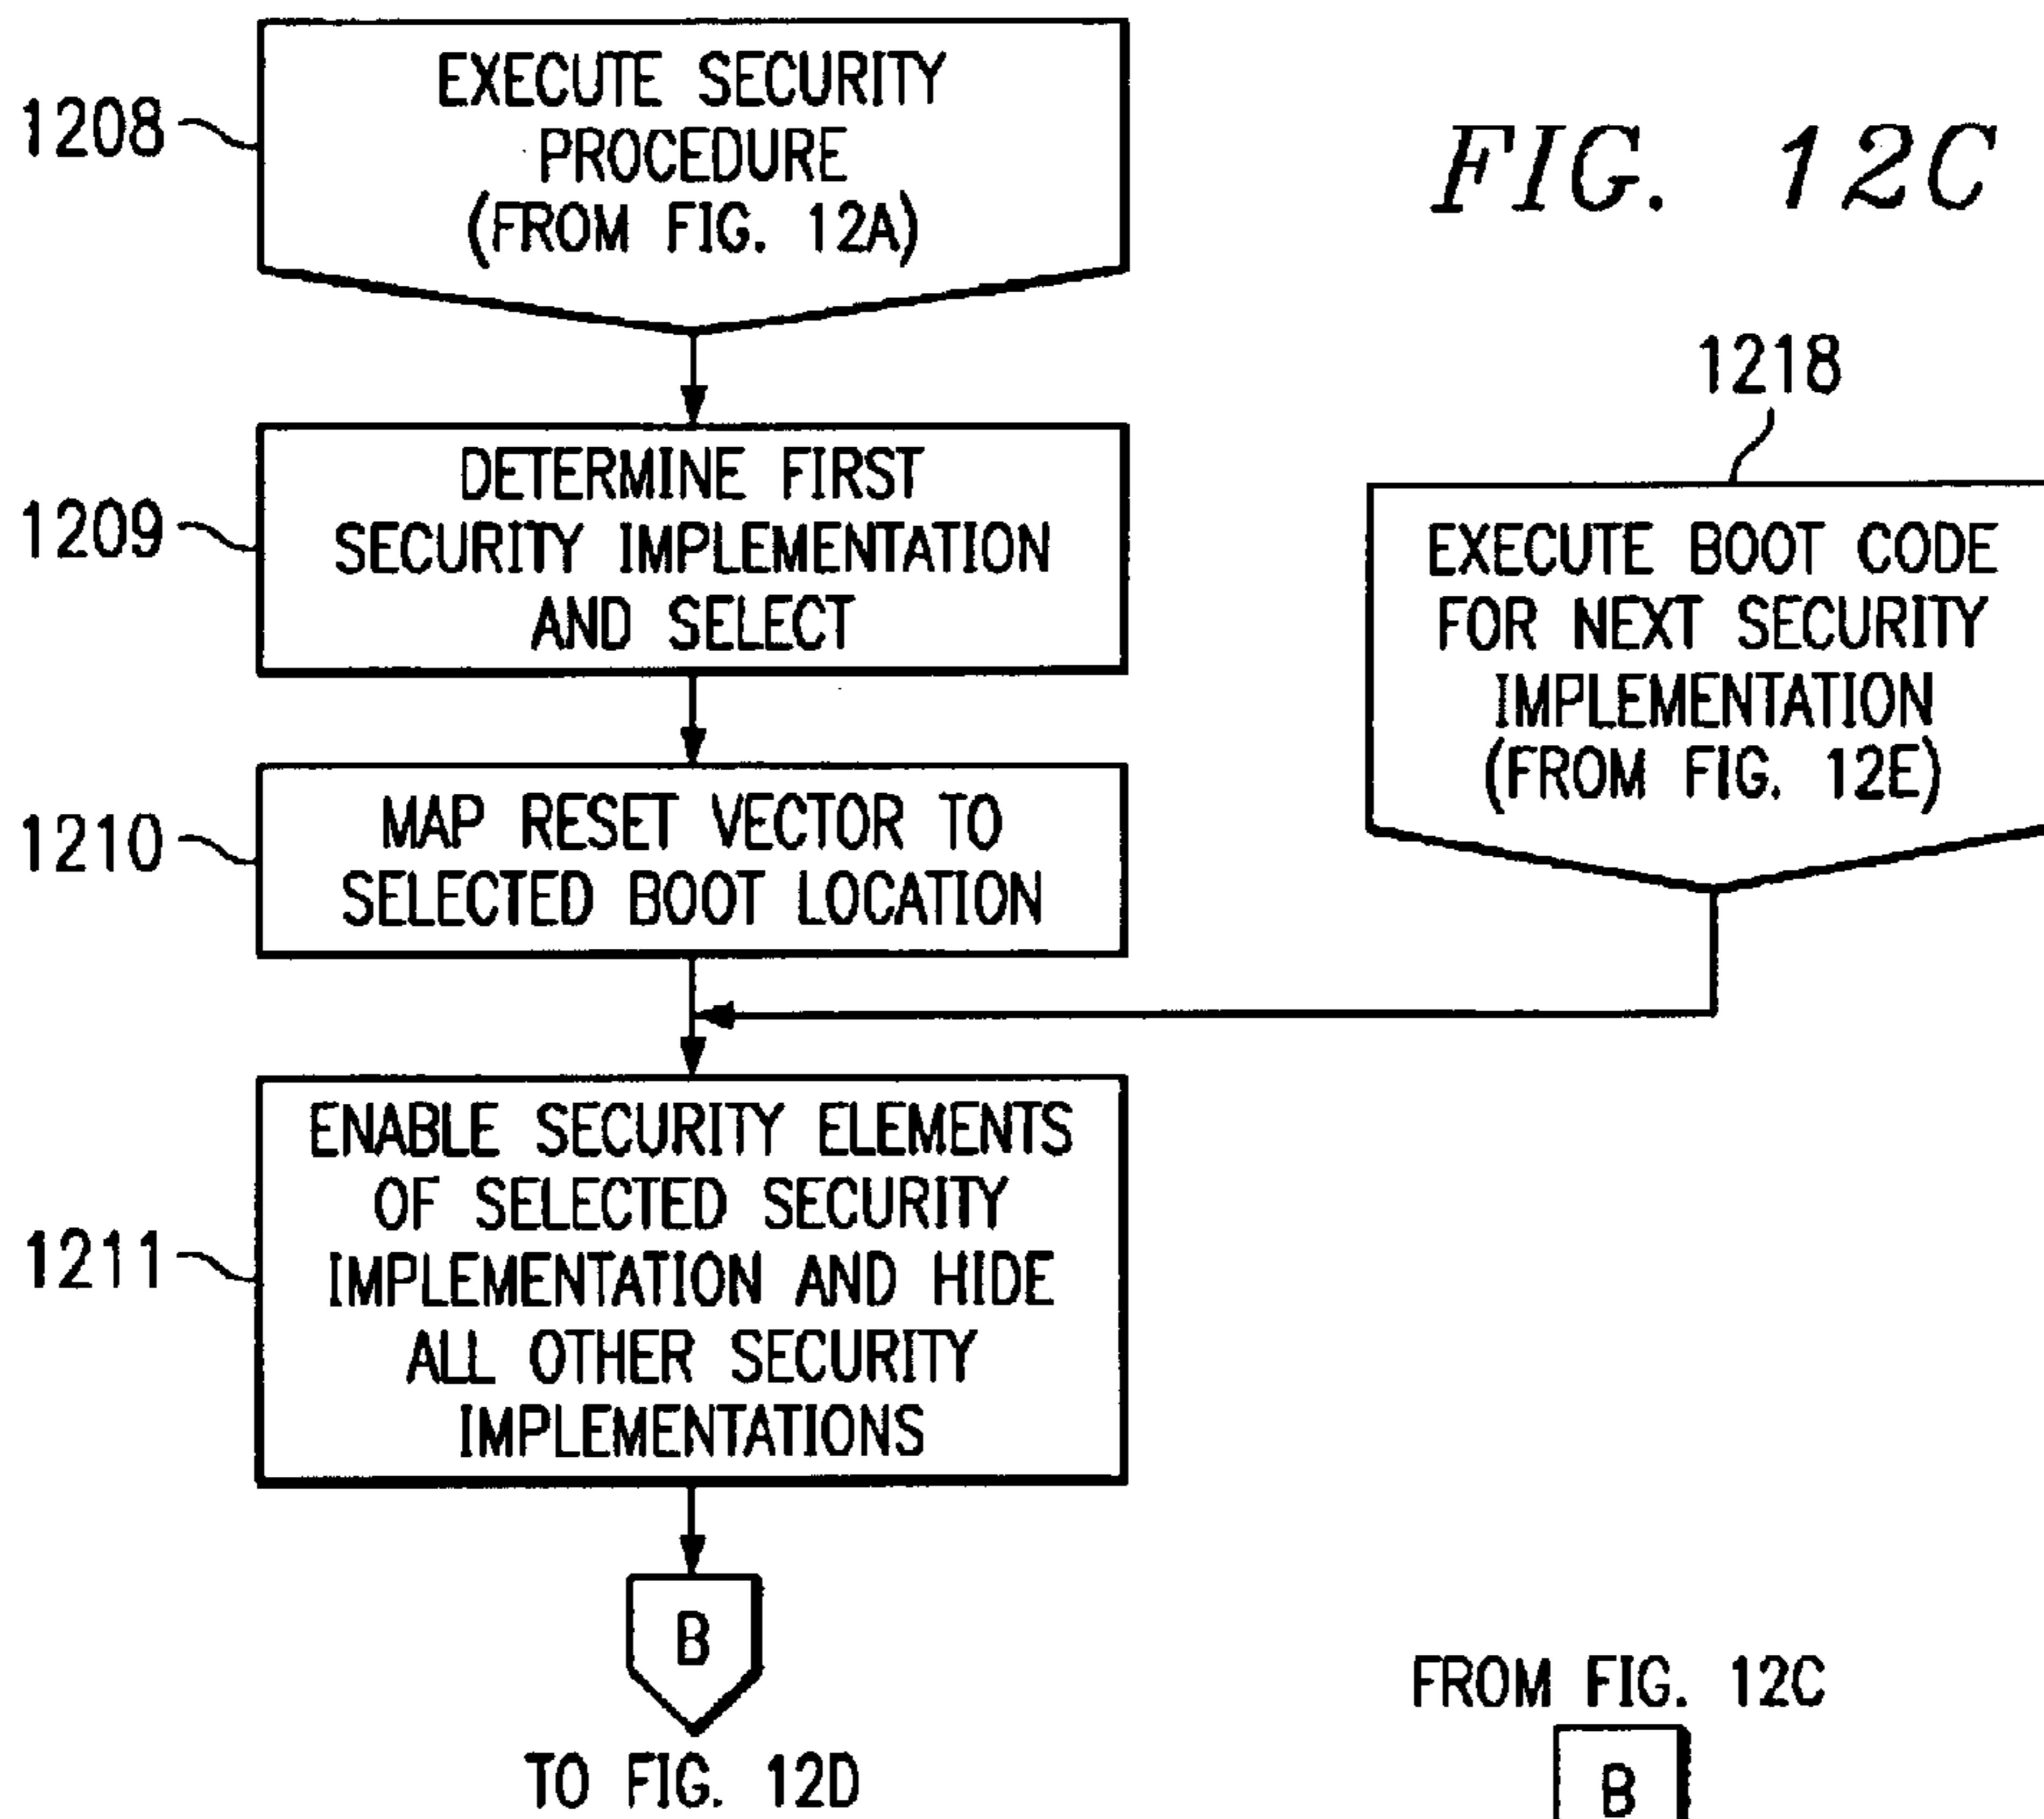 EXECUTE SECURITY
PROCEDURE
(FROM FIG. 12A)
1208
FIG. 12C
DETERMINE FIRST
SECURITY IMPLEMENTATION
AND SELECT
1209
1218
EXECUTE BOOT CODE
FOR NEXT SECURITY
IMPLEMENTATION
(FROM FIG. 12E)
MAP RESET VECTOR TO
SELECTED BOOT LOCATION
1210
ENABLE SECURITY ELEMENTS
OF SELECTED SECURITY
IMPLEMENTATION AND HIDE
ALL OTHER SECURITY
IMPLEMENTATIONS
1211
B
TO FIG. 12D
FROM FIG. 12C
B